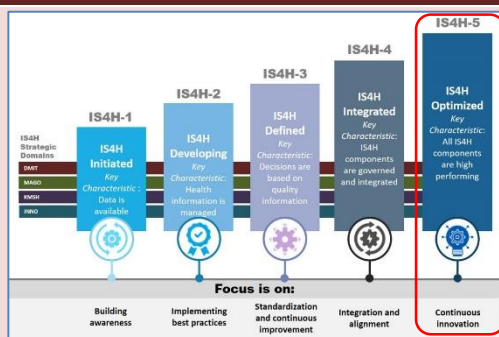 IS4H-1
IS4H-2
IS4H-3
IS4H-4
IS4H-5
IS4H
Strategic
Domains
DMIT
MAGO
KMSH
INNO
IS4H
Initiated
Key
Characteristic :
Data is
available
IS4H
Developing
Key
Characteristic:
Health
information is
managed
IS4H
Defined
Key
Characteristic:
Decisions are
based on
quality
information
IS4H
Integrated
Key
Characteristic:
IS4H
components
are governed
and integrated
IS4H
Optimized
Key
Characteristic:
All IS4H
components
are high
performing
Focus is on:
Building
awareness
Implementing
best practices
Standardization
and continuous
improvement
Integration and
alignment
Continuous
innovation